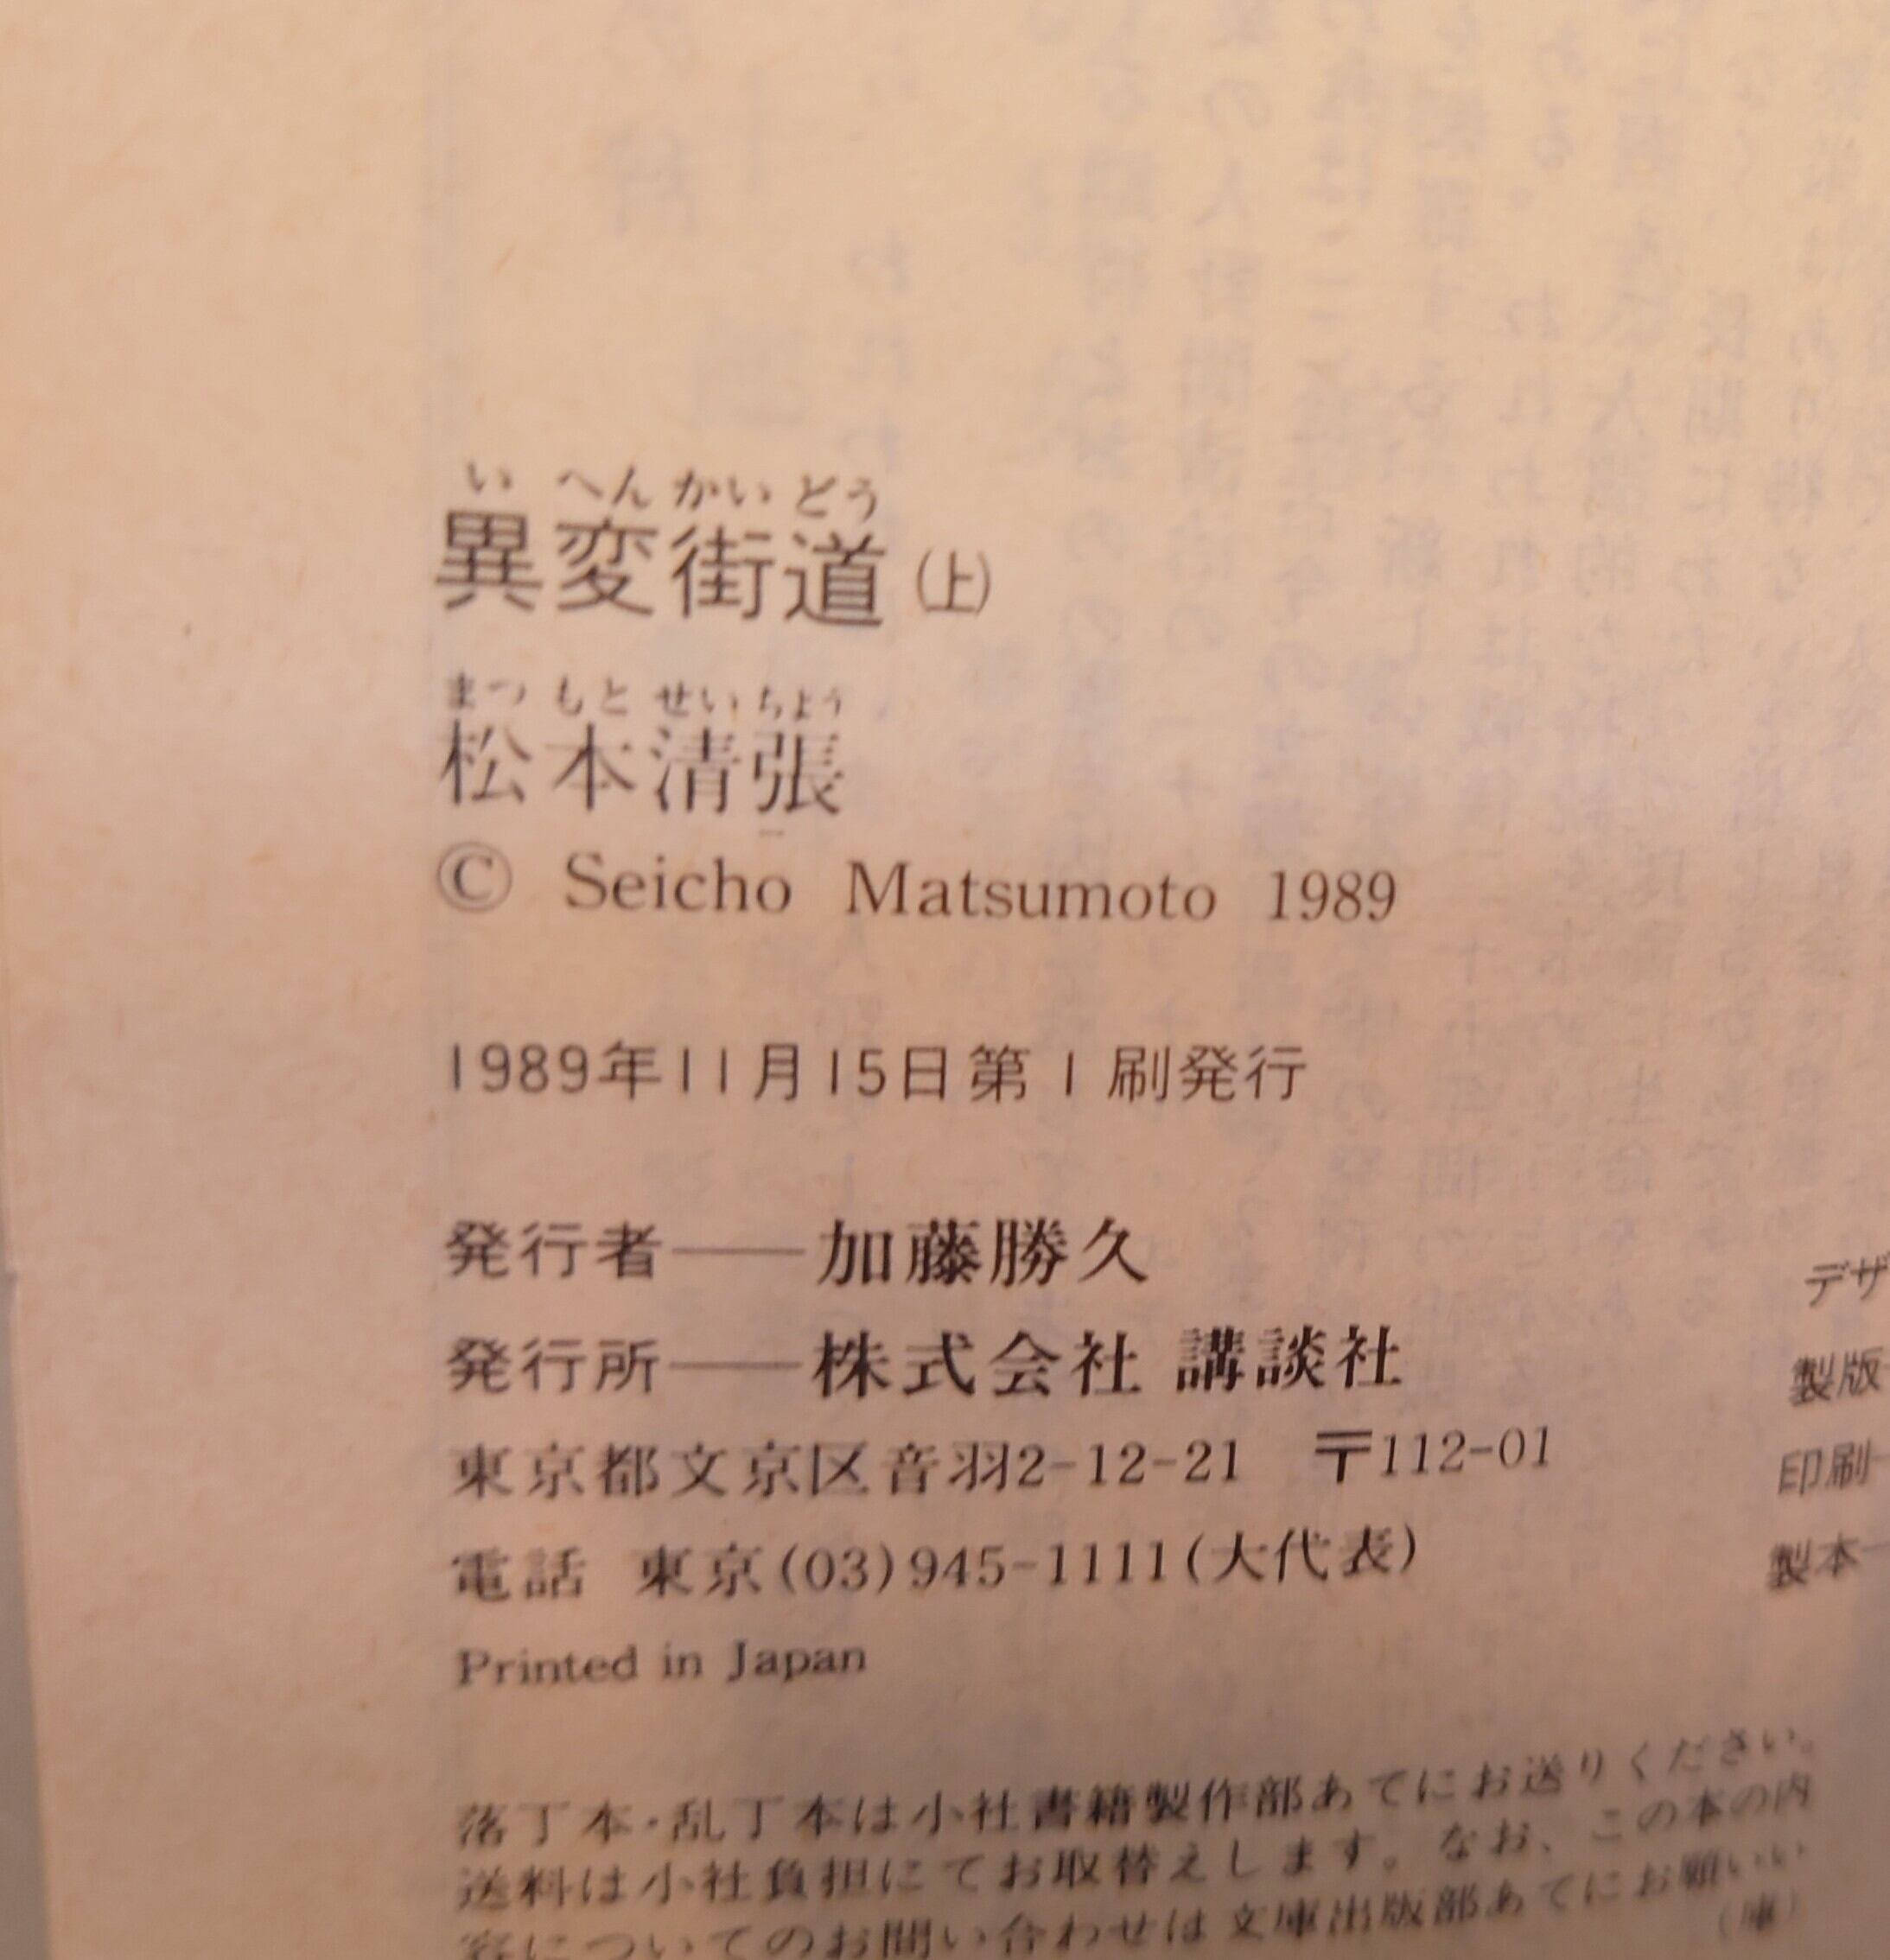 い へん かい どう
異変街道(上)
まつ もと せい ちょう
松本清張
© Seicho Matsumoto 1989
1989年11月15日第1刷発行
発行者——加藤勝久
発行所——株式会社 講談社
東京都文京区音羽2-12-21 〒112-01
電話 東京(03)945-1111(大代表)
Printed in Japan
デザ
製版
印刷
製本
落丁本・乱丁本は小社書籍製作部あてにお送りください。
送料は小社負担にてお取替えします。なお、この本の内
容についてのお問い合わせは文庫出版部あてにお願いい
(庫)